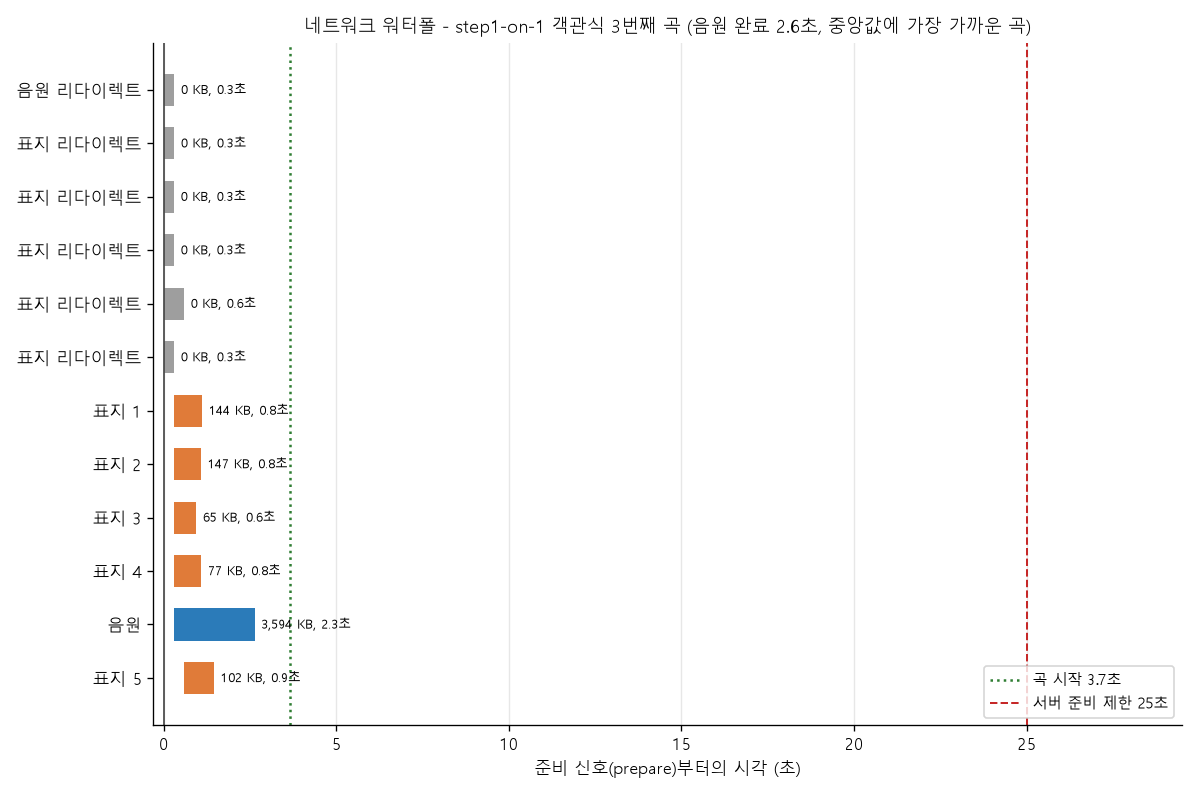 네트워크 워터폴 - step1-on-1 객관식 3번째 곡 (음원 완료 2.6초, 중앙값에 가장 가까운 곡)
음원 리다이렉트
0 KB, 0.3초
표지 리다이렉트
0 KB, 0.3초
표지 리다이렉트
0 KB, 0.3초
표지 리다이렉트
0 KB, 0.3초
표지 리다이렉트
0 KB, 0.6초
표지 리다이렉트
0 KB, 0.3초
표지 1
144 KB, 0.8초
표지 2
147 KB, 0.8초
표지 3
65 KB, 0.6초
표지 4
77 KB, 0.8초
음원
3,594 KB, 2.3초
표지 5
102 KB, 0.9초
곡 시작 3.7초
서버 준비 제한 25초
0 5 10 15 20 25
준비 신호(prepare)부터의 시각 (초)